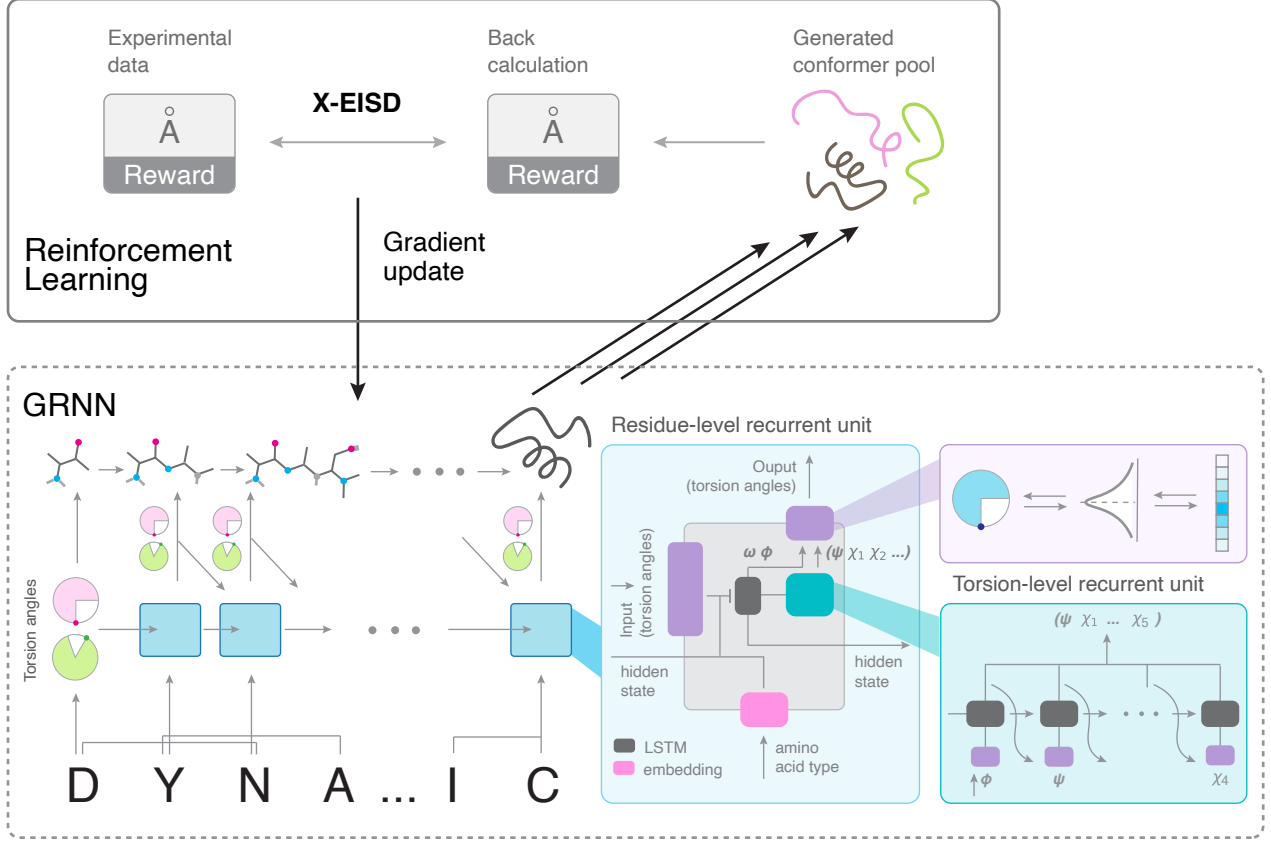 Experimental
data
Back
calculation
Generated
conformer pool
X-EISD
Å
Reward
Å
Reward
Reinforcement
Learning
Gradient
update
GRNN
Torsion angles
D Y N A ... I C
Residue-level recurrent unit
Ouput
(torsion angles)
Input
(torsion angles)
ω ϕ
(ψ χ1 χ2 ...)
hidden
state
hidden
state
LSTM
embedding
amino
acid type
Torsion-level recurrent unit
(ψ χ1 ... χ5 )
ϕ
ψ
χ4